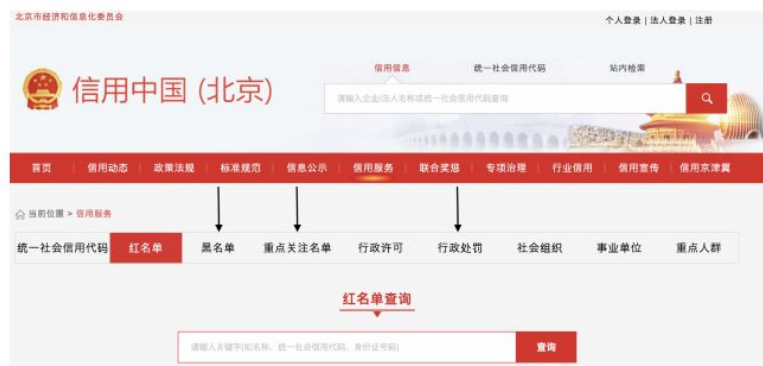 北京市经济和信息化委员会
个人登录 | 法人登录 | 注册
信用中国 (北京)
信用信息 统一社会信用代码 站内检索
请输入企业/法人名称或统一社会信用代码查询
首页 信用动态 政策法规 标准规范 信息公示 信用服务 联合奖惩 专项治理 行业信用 信用宣传 信用京津冀
当前位置 > 信用服务
统一社会信用代码 红名单 黑名单 重点关注名单 行政许可 行政处罚 社会组织 事业单位 重点人群
红名单查询
请输入关键字(如名称、统一社会信用代码、身份证号码) 查询